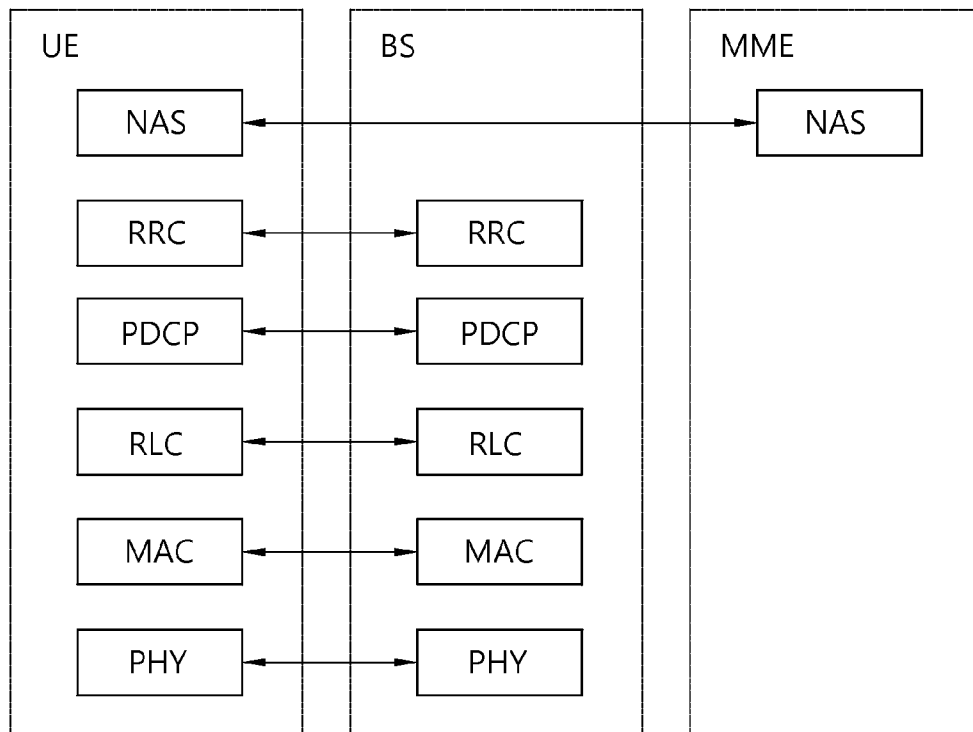 UE BS MME
NAS NAS
RRC RRC
PDCP PDCP
RLC RLC
MAC MAC
PHY PHY